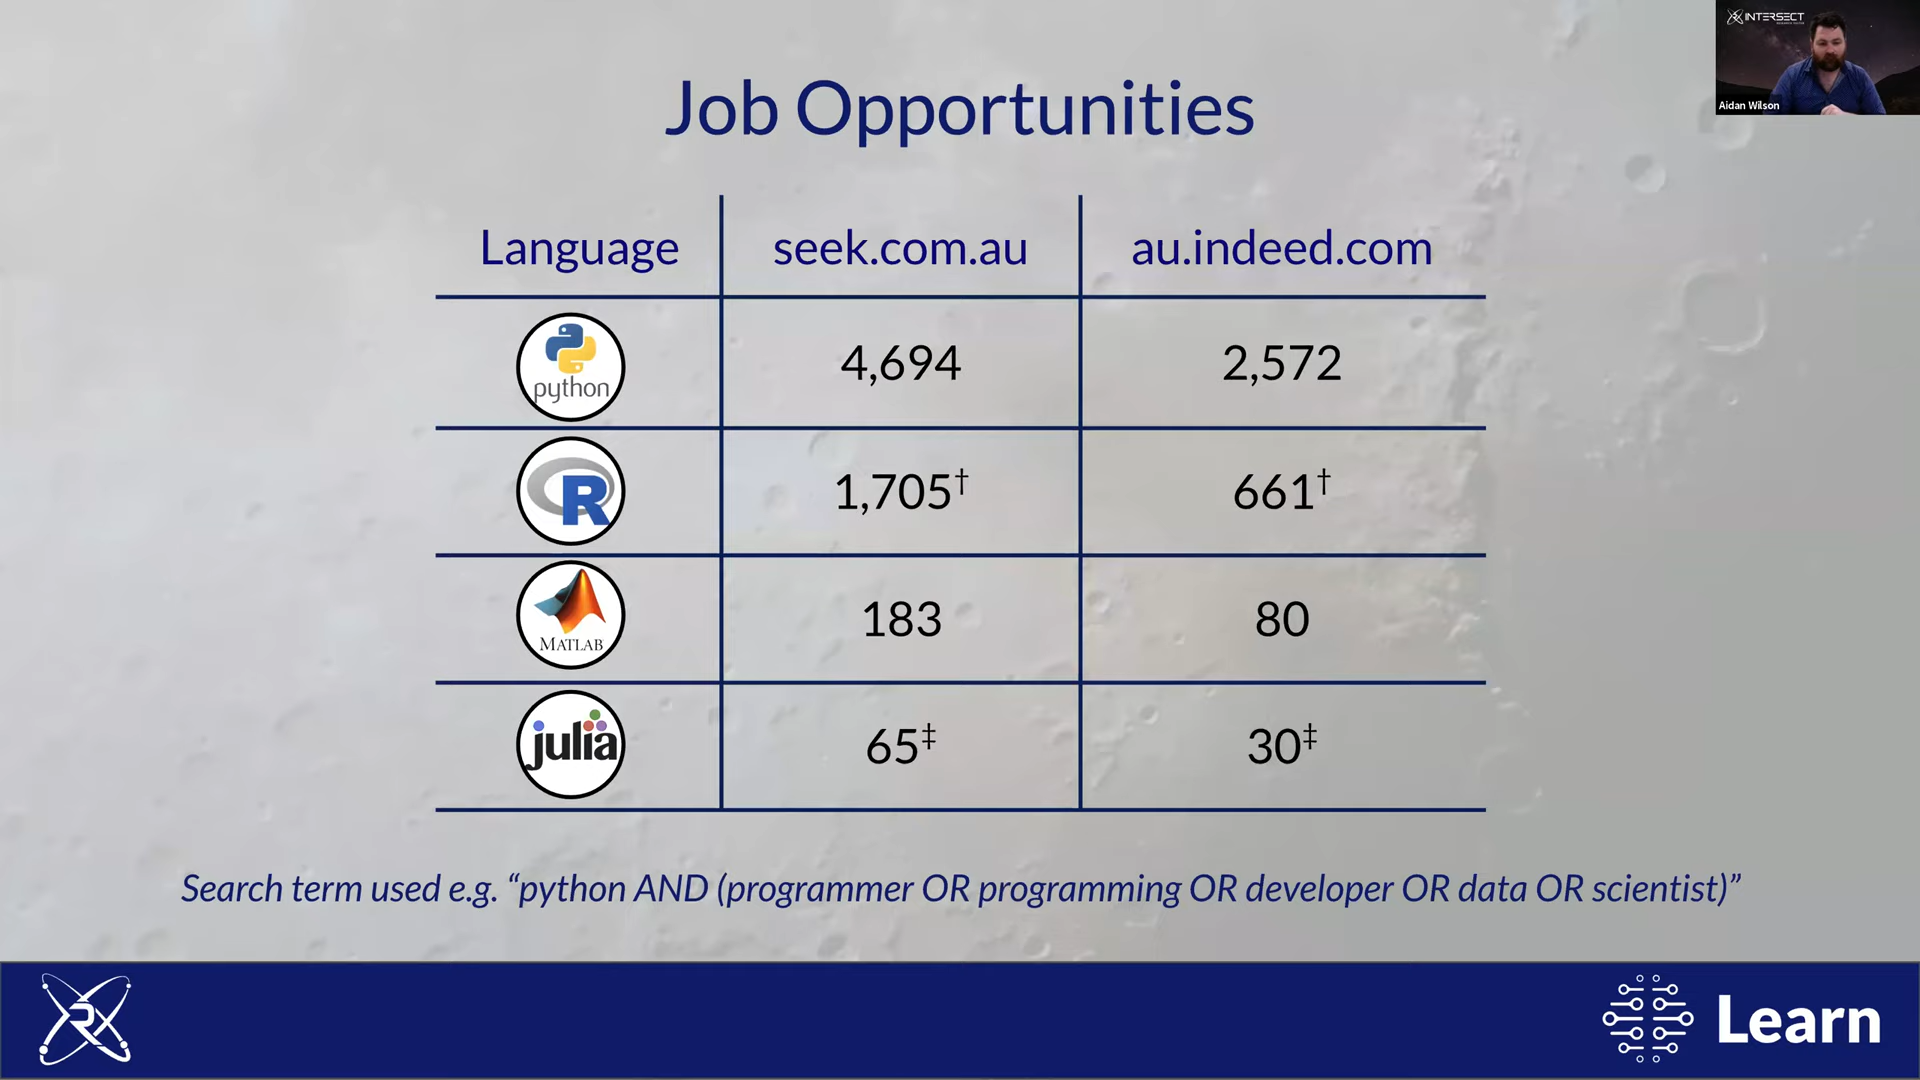 INTERSECT
Aidan Wilson
Job Opportunities
Language seek.com.au au.indeed.com
python 4,694 2,572
R 1,705† 661†
MATLAB 183 80
julia 65‡ 30‡
Search term used e.g. “python AND (programmer OR programming OR developer OR data OR scientist)”
R Learn